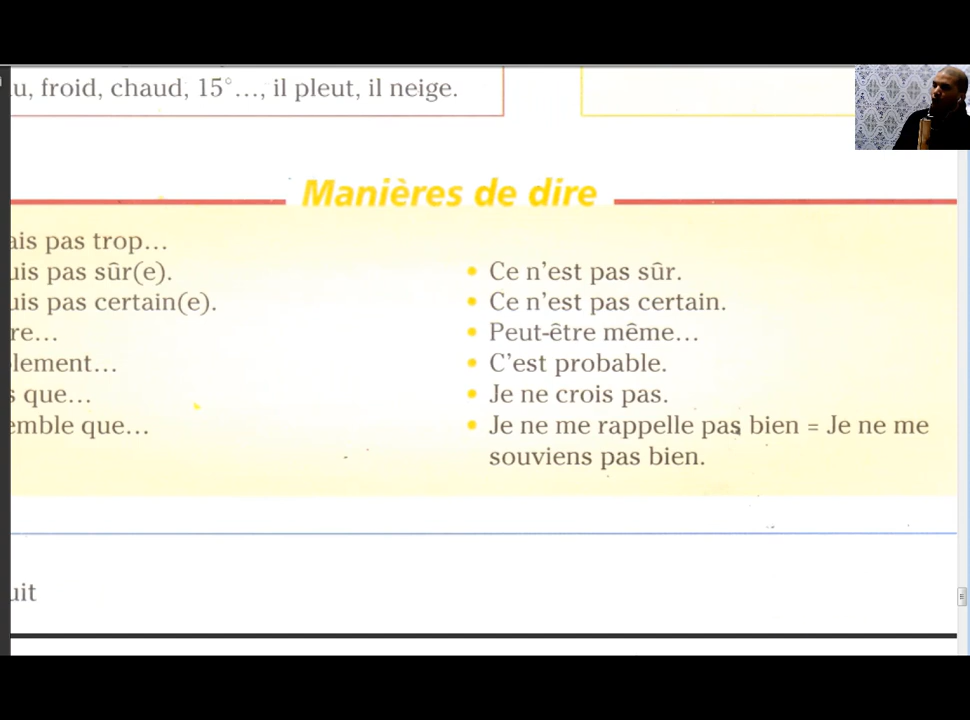 u, froid, chaud, 15°..., il pleut, il neige.
Manières de dire
ais pas trop...
uis pas sûr(e).
uis pas certain(e).
re...
lement...
s que...
emble que...
• Ce n'est pas sûr.
• Ce n'est pas certain.
• Peut-être même...
• C'est probable.
• Je ne crois pas.
• Je ne me rappelle pas bien = Je ne me
souviens pas bien.
uit